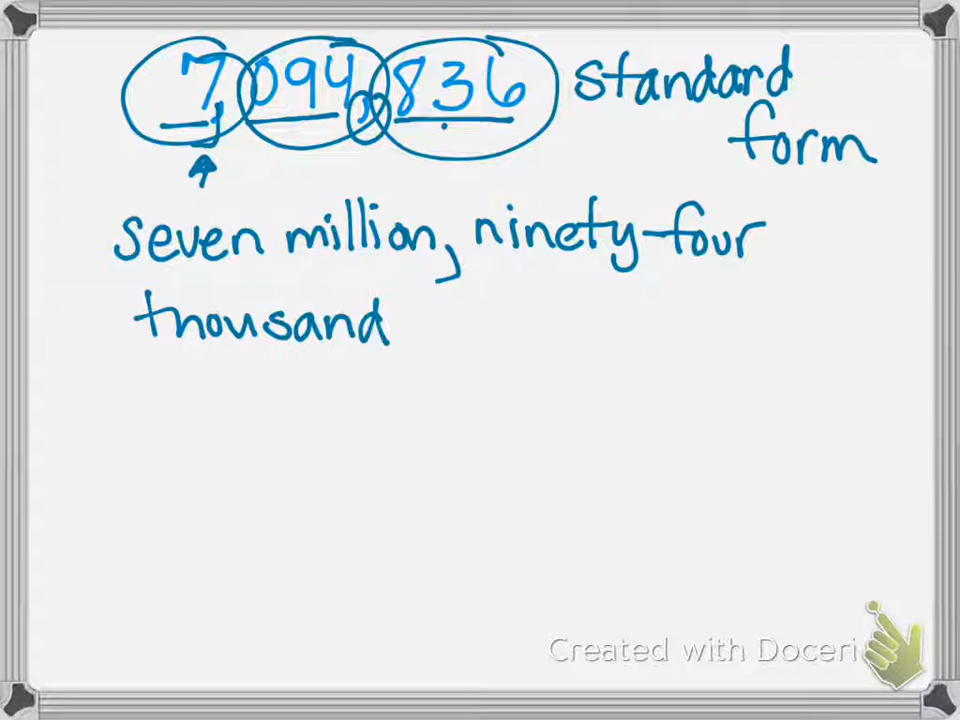 7,094,836 standard
form
seven million, ninety-four
thousand
Created with Doceri